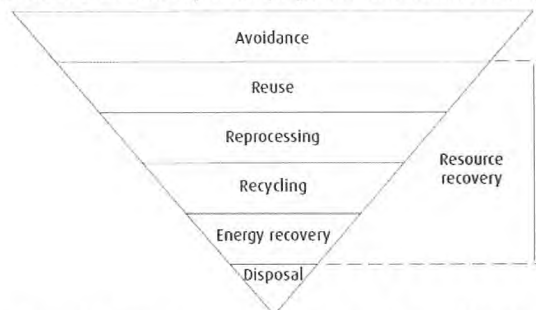 Avoidance
Reuse
Reprocessing
Resource
recovery
Recycling
Energy recovery
Disposal